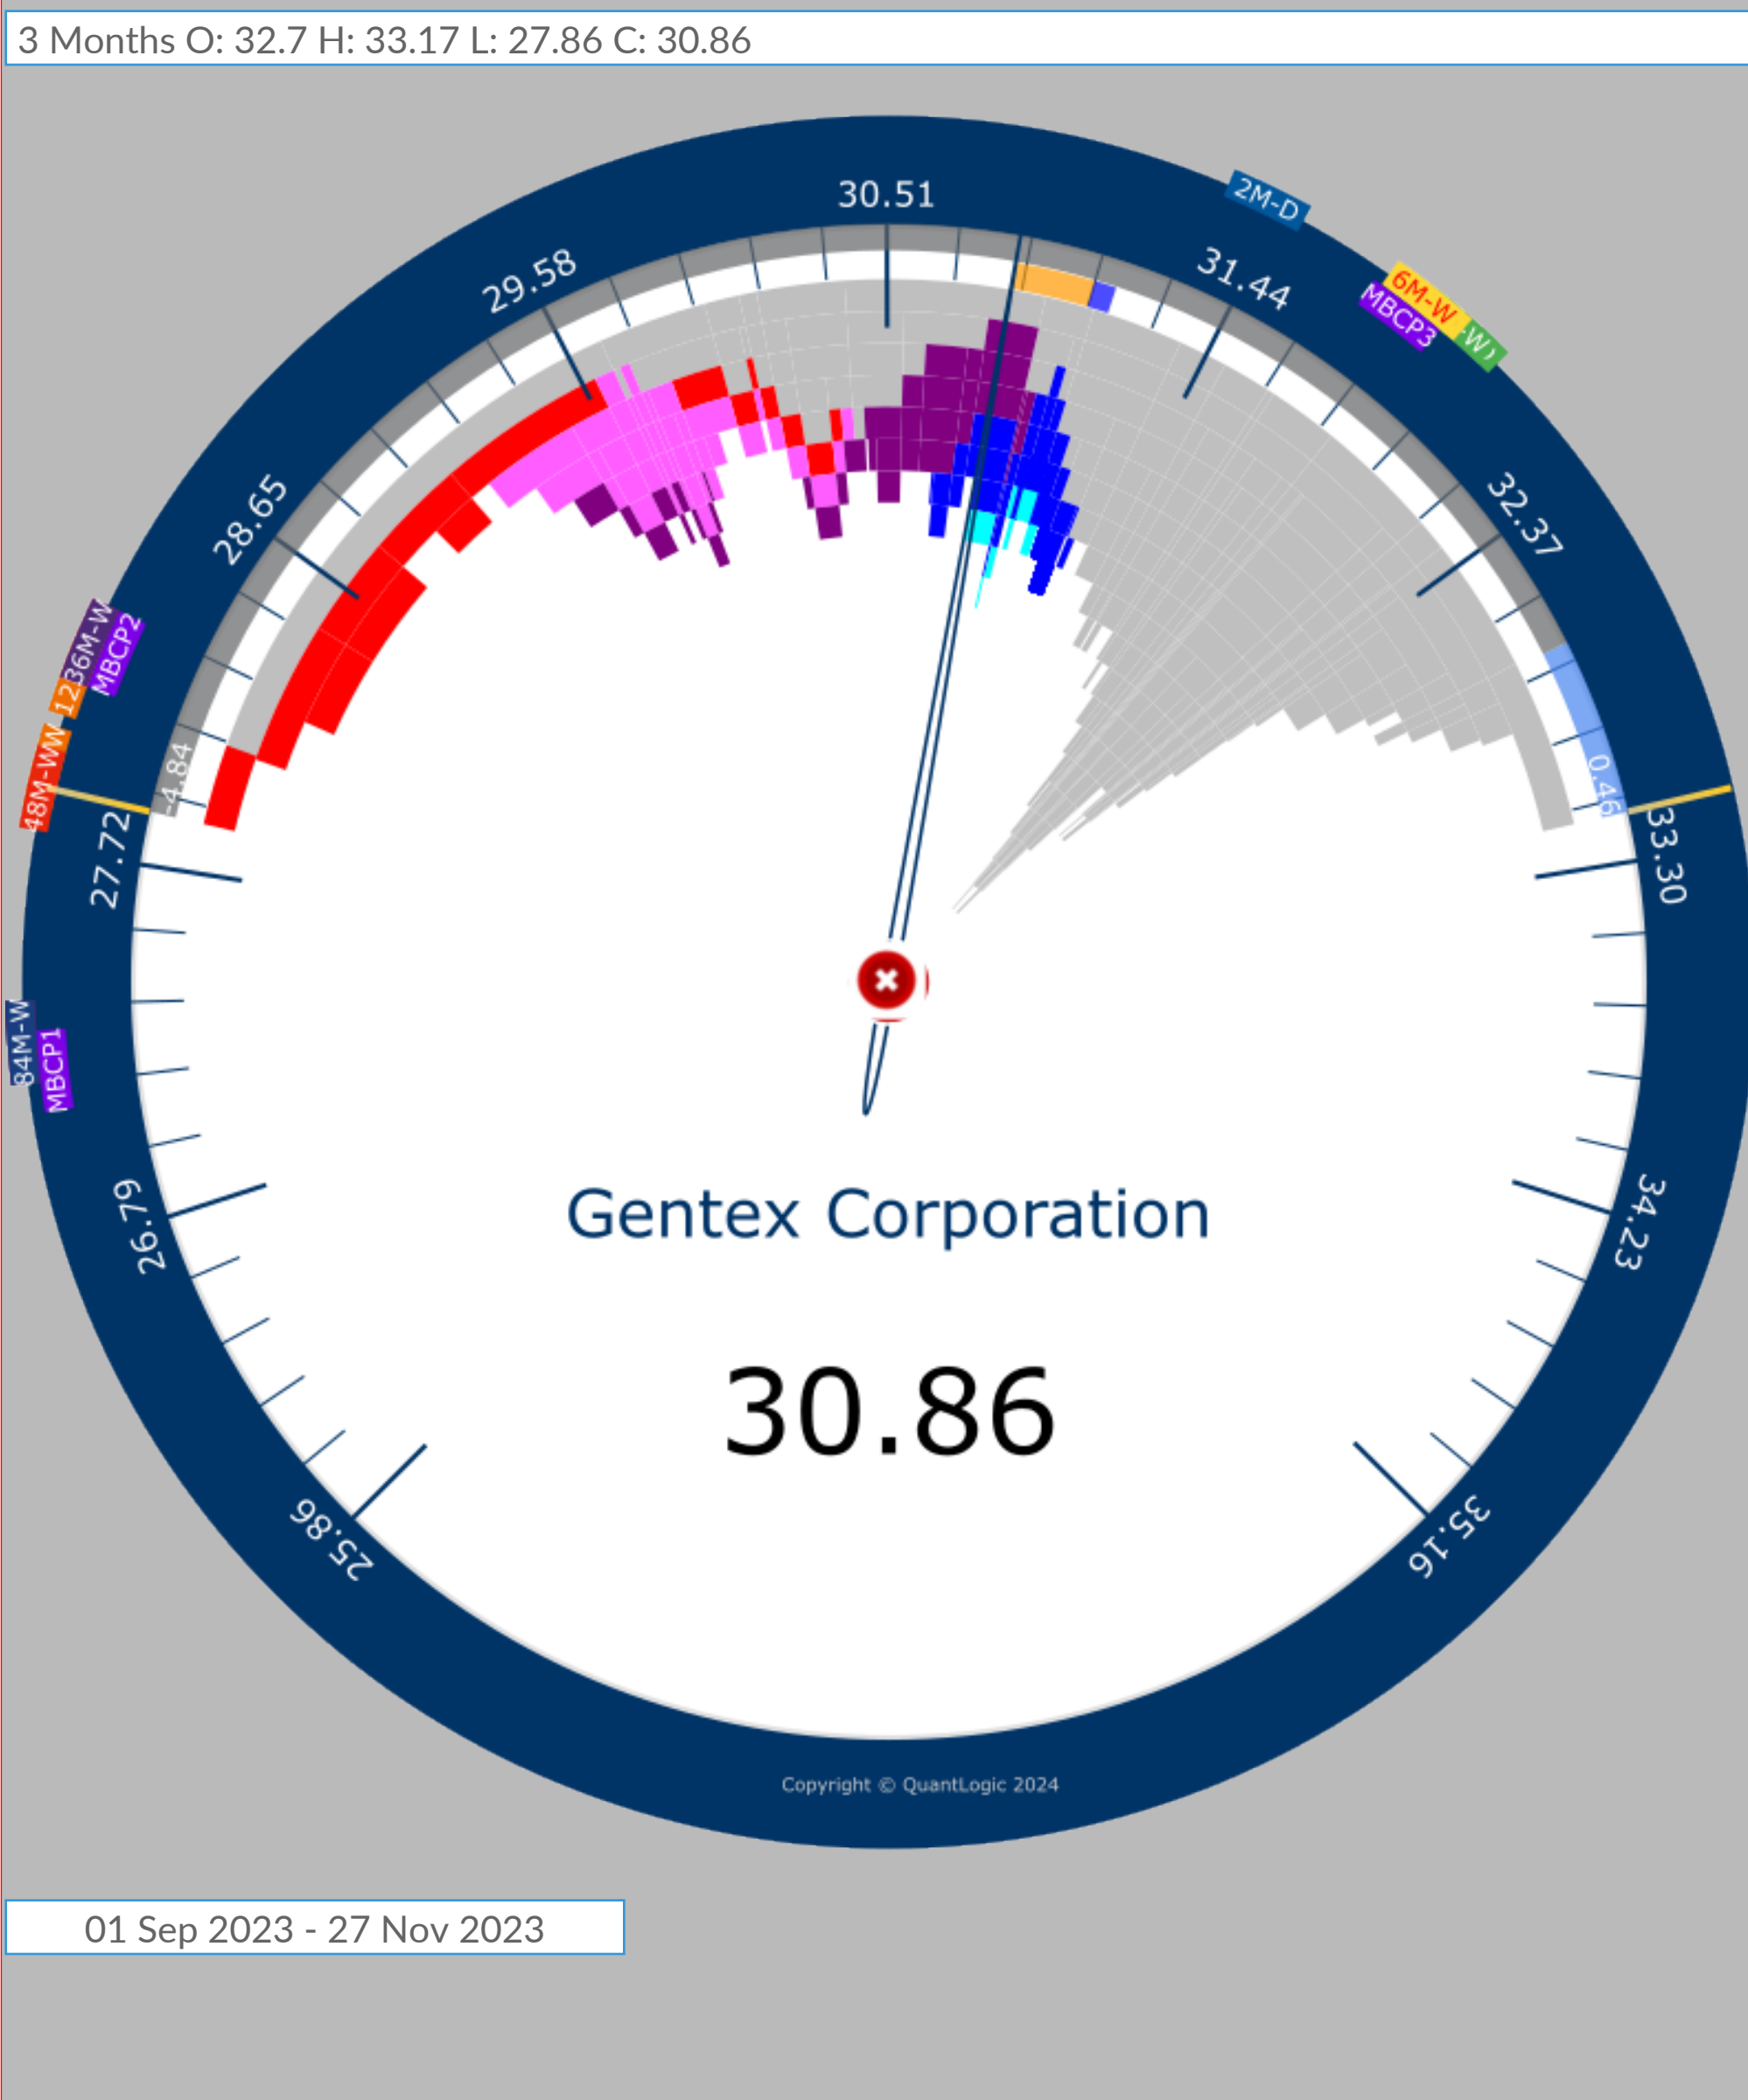 3 Months O: 32.7 H: 33.17 L: 27.86 C: 30.86
30.51
2M-D
29.58
31.44
6M-W
-W)
MBCP3
28.65
32.37
36M-W
MBCP2
12
48M-WW
-4.84
0.46
27.72
33.30
84M-W
MBCP1
26.79
34.23
Gentex Corporation
30.86
25.86
35.16
Copyright © QuantLogic 2024
01 Sep 2023 - 27 Nov 2023